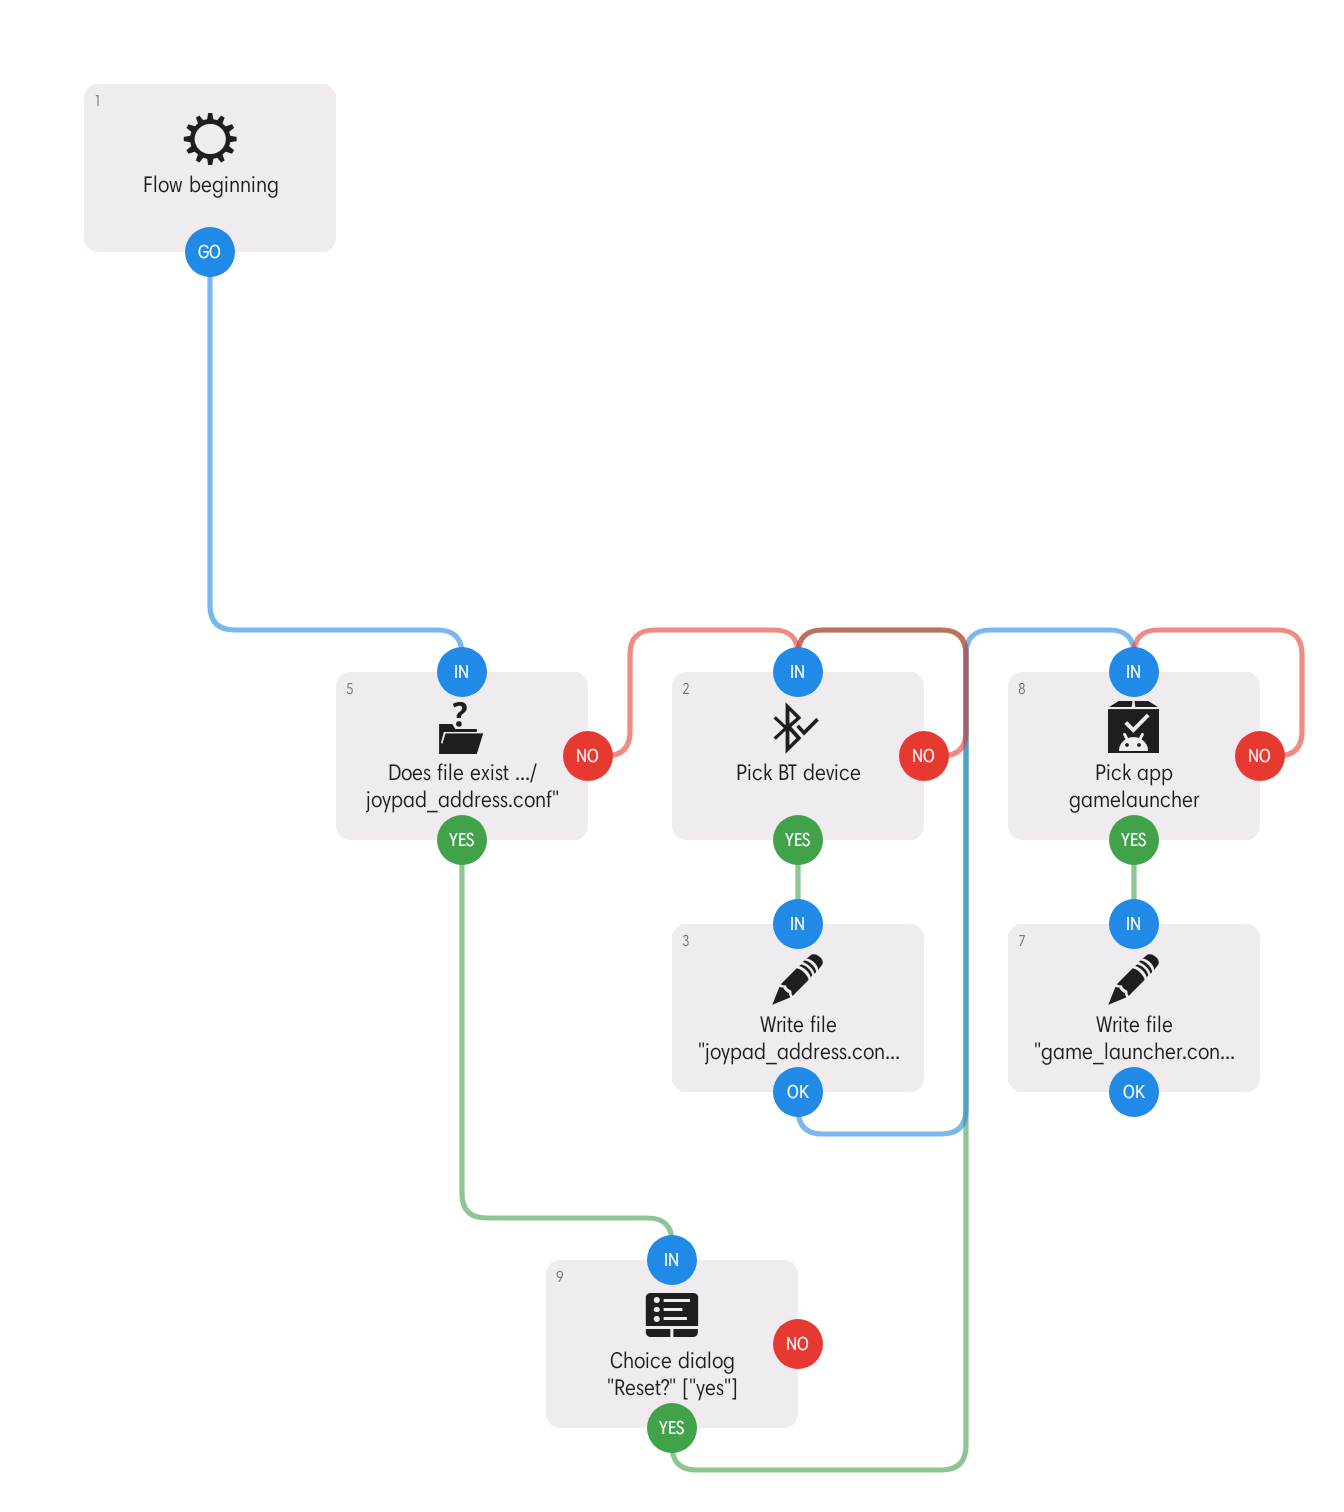 1
Flow beginning
GO
IN
IN
IN
5
2
8
?
Does file exist .../
joypad_address.conf"
NO
Pick BT device
NO
Pick app
gamelauncher
NO
YES
YES
YES
IN
IN
3
7
Write file
"joypad_address.con...
Write file
"game_launcher.con...
OK
OK
IN
9
Choice dialog
"Reset?" ["yes"]
NO
YES